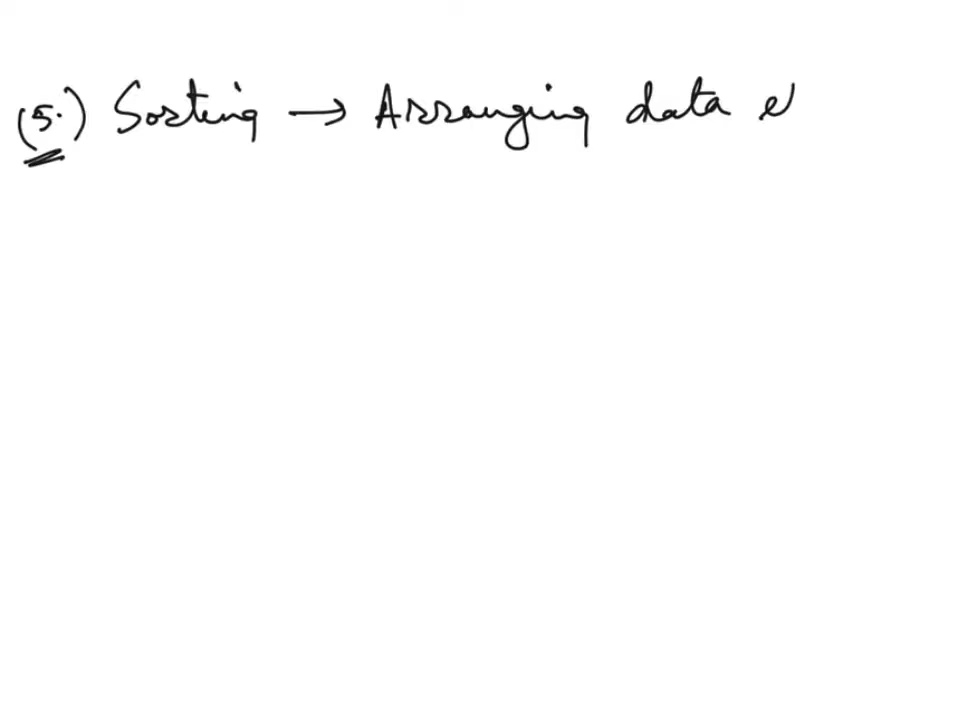 (5.) Sorting → Arranging data e